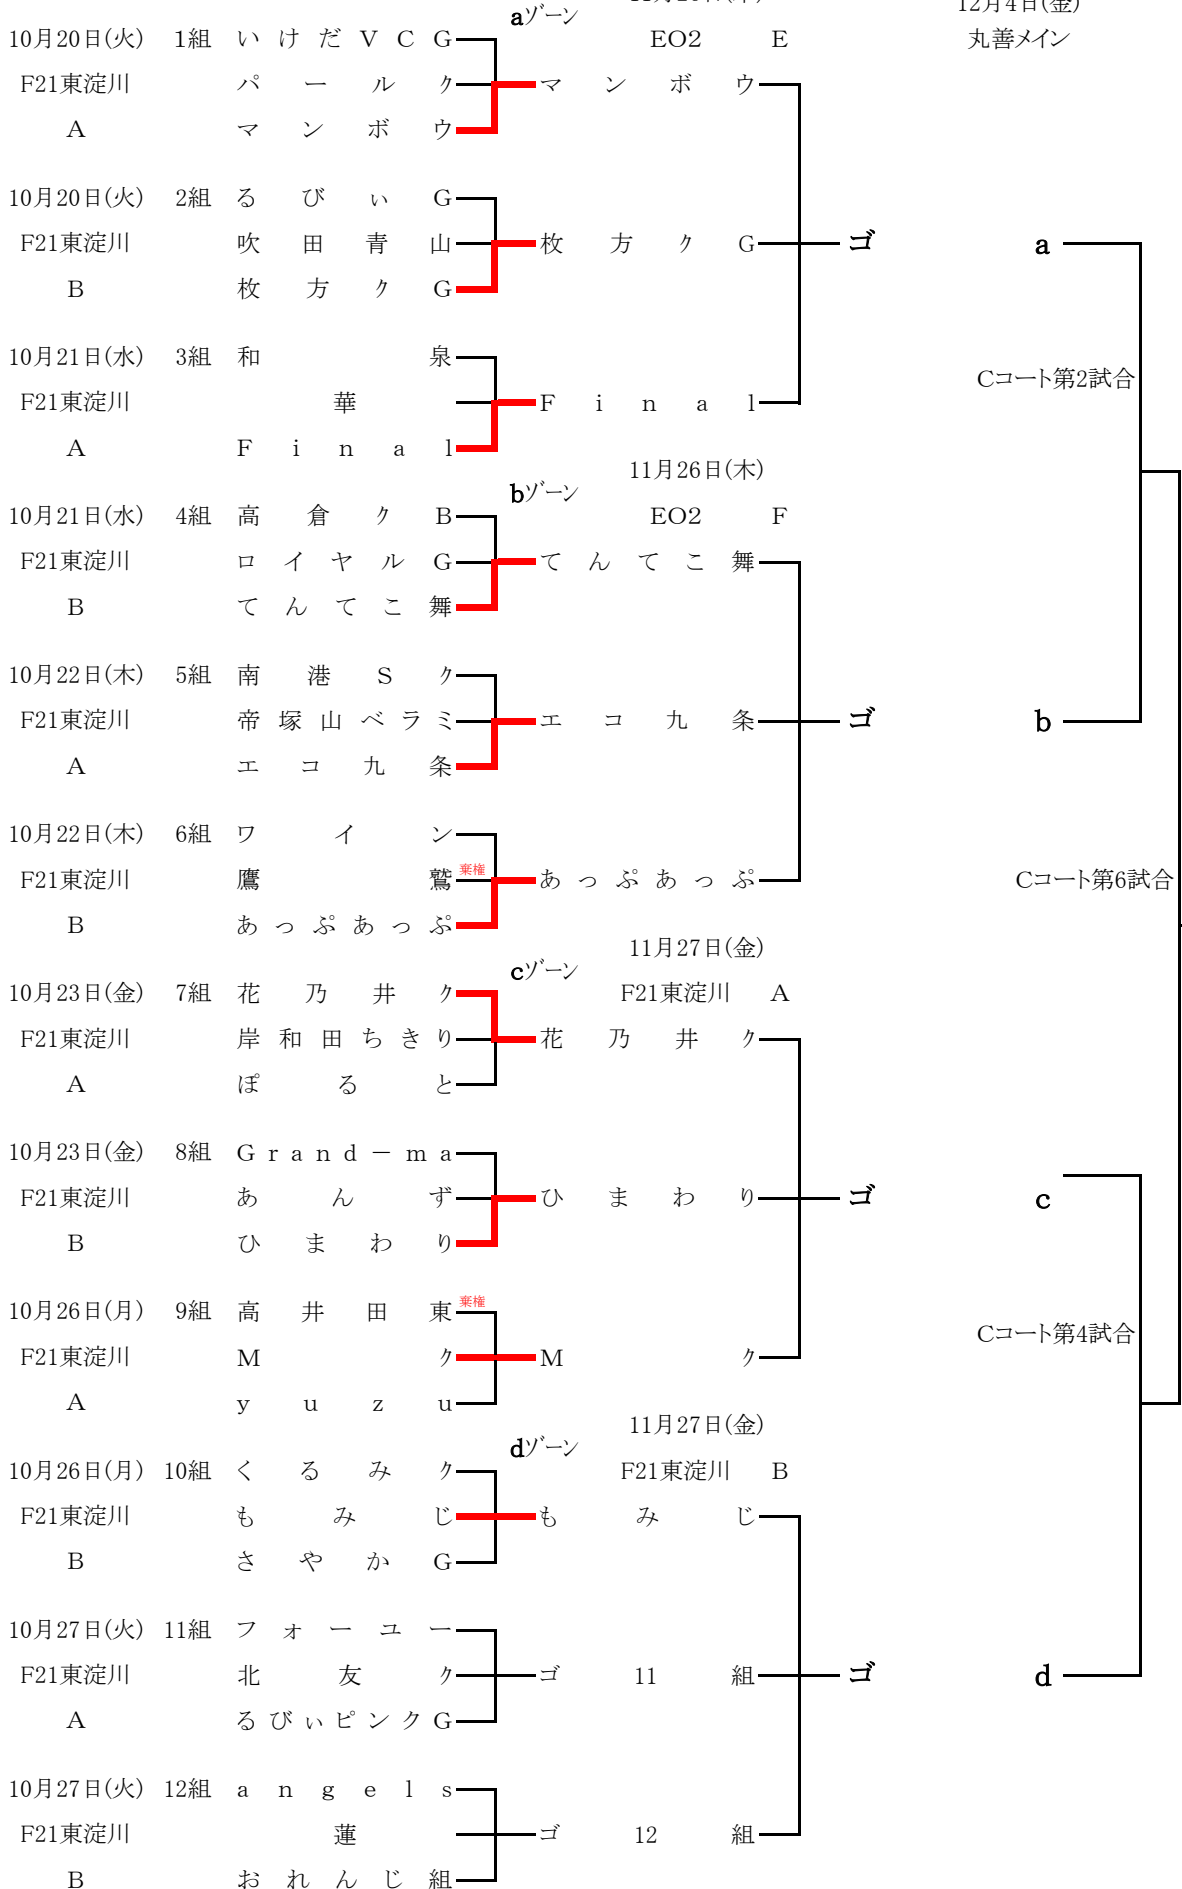 12月4日(金)
aゾーン
10月20日(火) 1組 いけだVCG EO2 E 丸善メイン
F21東淀川 パールク マンボウ
A マンボウ
10月20日(火) 2組 るびぃG
F21東淀川 吹田青山 枚方クG ゴ a
B 枚方クG
10月21日(水) 3組 和泉
Cコート第2試合
F21東淀川 華 Final
A Final
11月26日(木)
bゾーン
10月21日(水) 4組 高倉クB EO2 F
F21東淀川 ロイヤルG てんてこ舞
B てんてこ舞
10月22日(木) 5組 南港Sク
F21東淀川 帝塚山ベラミ エコ九条 ゴ b
A エコ九条
10月22日(木) 6組 ワイン
F21東淀川 鷹鷲 棄権 あっぷあっぷ Cコート第6試合
B あっぷあっぷ
11月27日(金)
cゾーン
10月23日(金) 7組 花乃井ク F21東淀川 A
F21東淀川 岸和田ちきり 花乃井ク
A ぽると
10月23日(金) 8組 Grand－ma
F21東淀川 あんず ひまわり ゴ c
B ひまわり
10月26日(月) 9組 高井田東 棄権
Cコート第4試合
F21東淀川 Mク Mク
A yuzu
11月27日(金)
dゾーン
10月26日(月) 10組 くるみク F21東淀川 B
F21東淀川 もみじ もみじ
B さやかG
10月27日(火) 11組 フォーユー
F21東淀川 北友ク ゴ11組 ゴ d
A るびぃピンクG
10月27日(火) 12組 angels
F21東淀川 蓮 ゴ12組
B おれんじ組